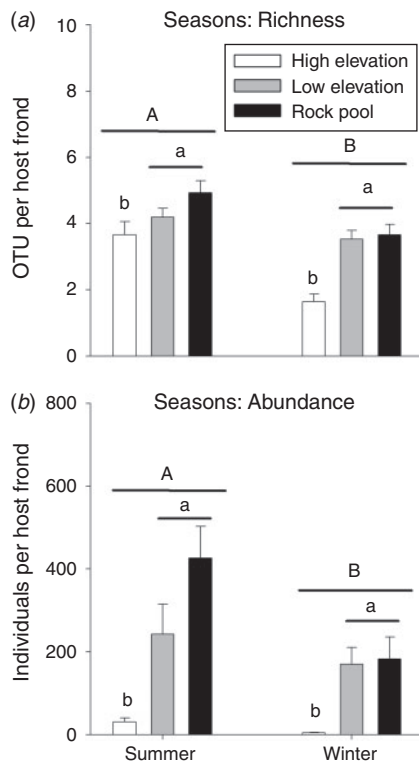 (a) Seasons: Richness
10
High elevation
Low elevation
Rock pool
8
A
a
B
6
a
b
4
b
2
0
OTU per host frond
(b) Seasons: Abundance
800
A
600
a
B
400
a
200
b
b
0
Individuals per host frond
Summer Winter